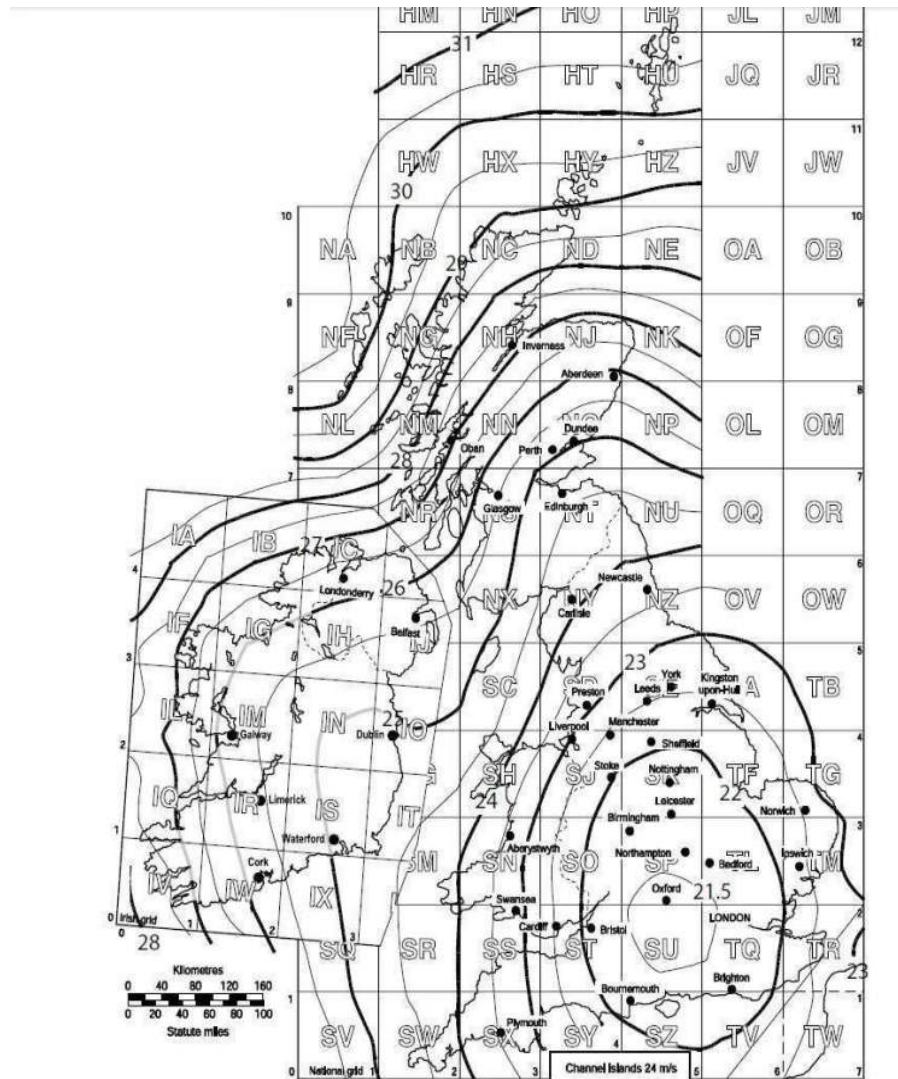 HM HN HO HP JL JM
12
31
HR HS HT HU JQ JR
11
HW HX HY HZ JV JW
30
10 10
NA NB NC ND NE OA OB
29
9 9
NF NG NH NJ NK OF OG
Inverness
Aberdeen
8 8
NL NM NN NO NP OL OM
Dundee
Perth
Oban
28
7 7
NR NS NT NU OQ OR
Glasgow
Edinburgh
IA IB IC
27
4
Londonderry
26
6 6
Newcastle
NX NY NZ OV OW
Carlisle
IF IG IH IJ
Belfast
3
5
23
York
Kingston
upon-Hull
Leeds
SC SD SE TA TB
Preston
IL IM IN IO
25
Galway
Dublin
Liverpool
Manchester
4
Sheffield
2
Stoke
SH SJ SK TF TG
Nottingham
22
24
Leicester
Norwich
IQ IR IS IT
Limerick
3
Birmingham
1
Waterford
Aberystwyth
Northampton
Bedford
Ipswich
SM SN SO SP TL TM
Cork
IV IW IX
Oxford
21.5
Swansea
LONDON
2
0
Irish grid
0 1 2 3
Cardiff
Bristol
28
SQ SR SS ST SU TQ TR
23
Kilometres
0 20 40 60 80 100 120 140 160
0 20 40 60 80 100
Statute miles
1 1
Bournemouth
Brighton
Plymouth
SV SW SX SY SZ TV TW
0 National grid 1 2 3 4 5 6 7
Channel Islands 24 m/s